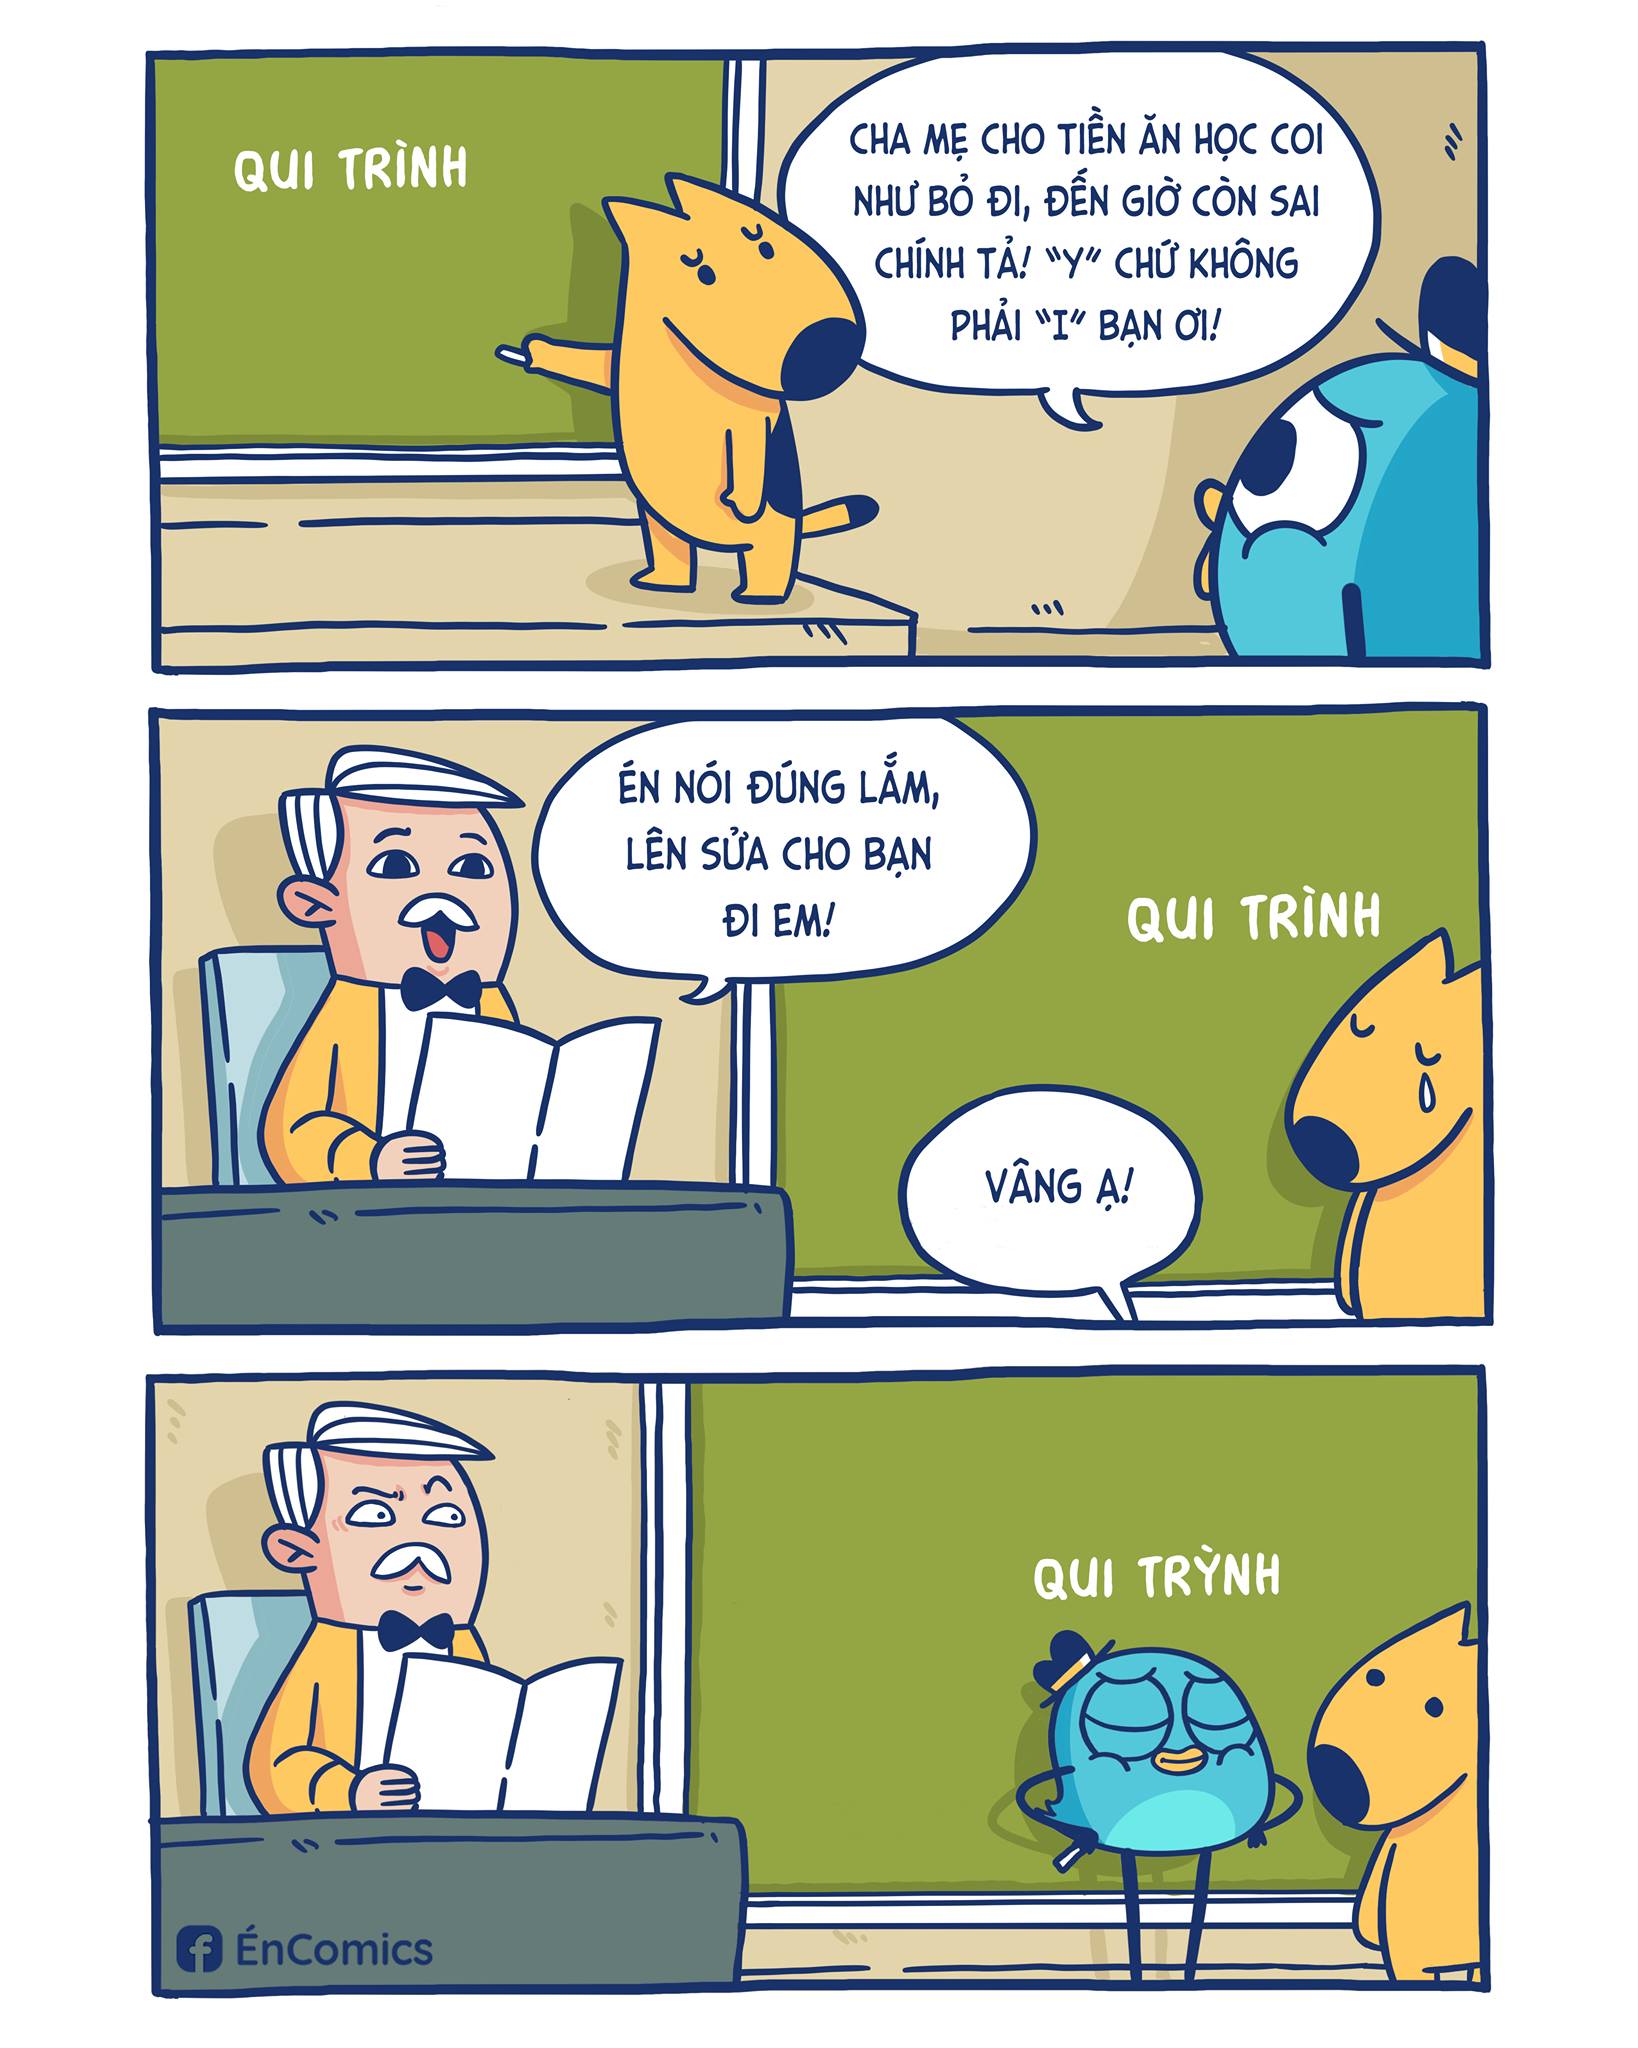 QUI TRÌNH
CHA MẸ CHO TIỀN ĂN HỌC COI
NHƯ BỎ ĐI, ĐẾN GIỜ CÒN SAI
CHÍNH TẢ! "Y" CHỨ KHÔNG
PHẢI "I" BẠN ƠI!
ÉN NÓI ĐÚNG LẮM,
LÊN SỬA CHO BẠN
ĐI EM!
QUI TRÌNH
VÂNG Ạ!
QUI TRỲNH
f ÉnComics